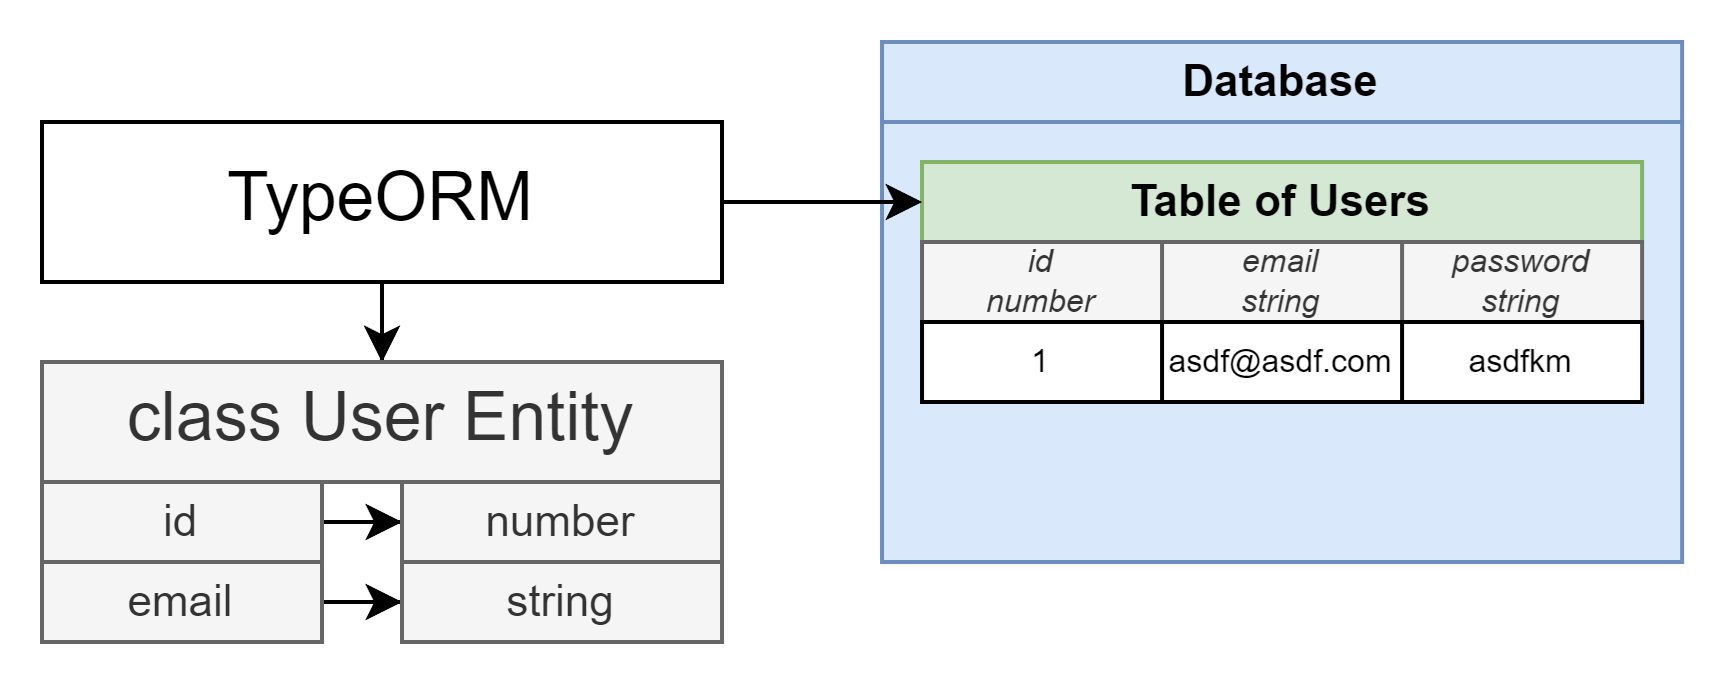 TypeORM
class User Entity
id
number
email
string
Database
Table of Users
id
number
email
string
password
string
1
asdf@asdf.com
asdfkm